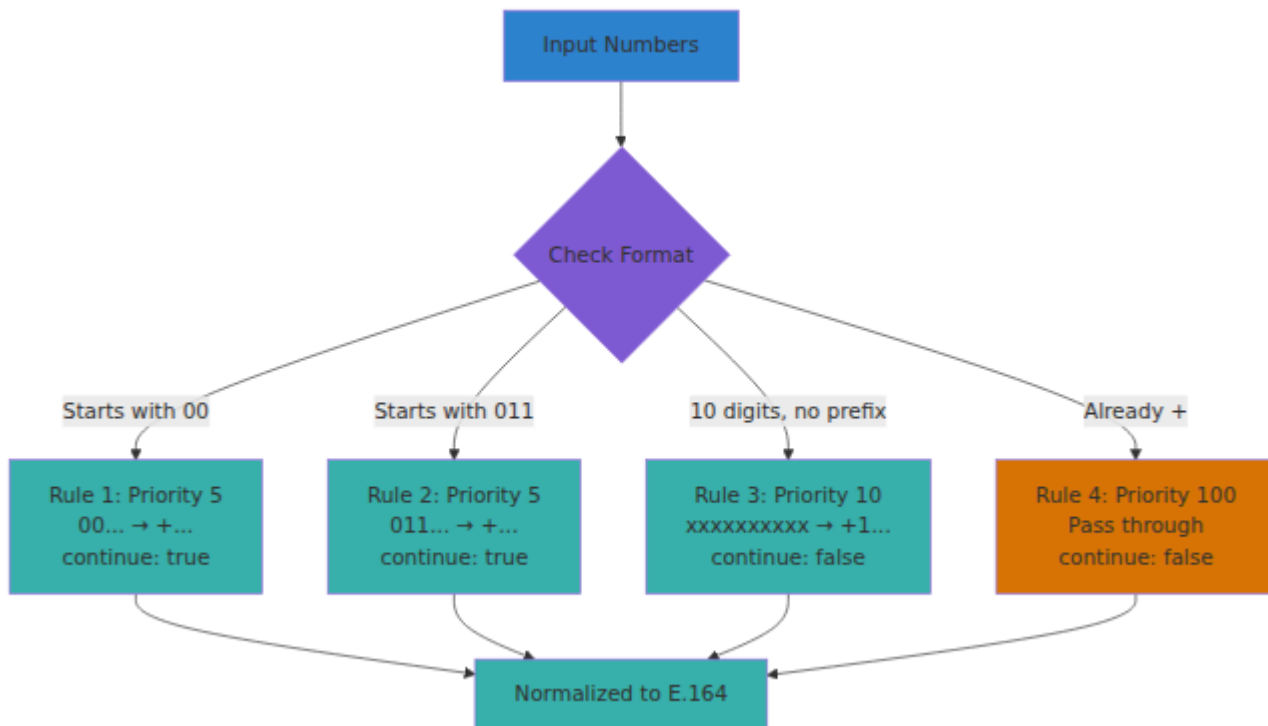 Input Numbers
Check Format
Starts with 00
Starts with 011
10 digits, no prefix
Already +
Rule 1: Priority 5
00... → +...
continue: true
Rule 2: Priority 5
011... → +...
continue: true
Rule 3: Priority 10
xxxxxxxxxx → +1...
continue: false
Rule 4: Priority 100
Pass through
continue: false
Normalized to E.164